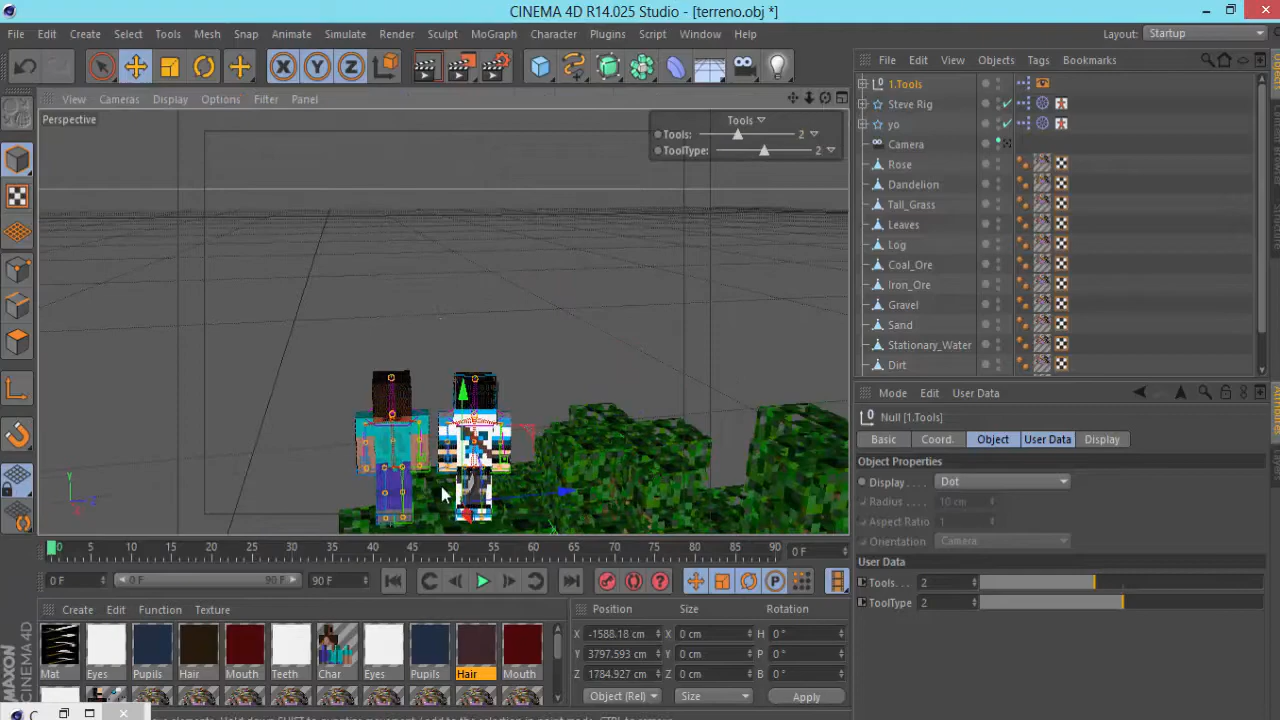 CINEMA 4D R14.025 Studio - [terreno.obj *]
File Edit Create Select Tools Mesh Snap Animate Simulate Render Sculpt MoGraph Character Plugins Script Window Help Layout: Startup
File Edit View Objects Tags Bookmarks
View Cameras Display Options Filter Panel
Perspective
Tools
Tools: 2
ToolType: 2
1.Tools
Steve Rig
yo
Camera
Rose
Dandelion
Tall_Grass
Leaves
Log
Coal_Ore
Iron_Ore
Gravel
Sand
Stationary_Water
Dirt
Mode Edit User Data
Null [1.Tools]
Basic Coord. Object User Data Display
Object Properties
Display . . . . Dot
Radius . . . . 10 cm
Aspect Ratio 1
Orientation Camera
User Data
Tools. . . 2
ToolType 2
0 5 10 15 20 25 30 35 40 45 50 55 60 65 70 75 80 85 90 0 F
0 F 0 F 90 F 90 F
Create Edit Function Texture
Mat Eyes Pupils Hair Mouth Teeth Char Eyes Pupils Hair Mouth
Position Size Rotation
X -1588.18 cm X 0 cm H 0 °
Y 3797.593 cm Y 0 cm P 0 °
Z 1784.927 cm Z 0 cm B 0 °
Object (Rel) Size Apply
MAXON CINEMA 4D